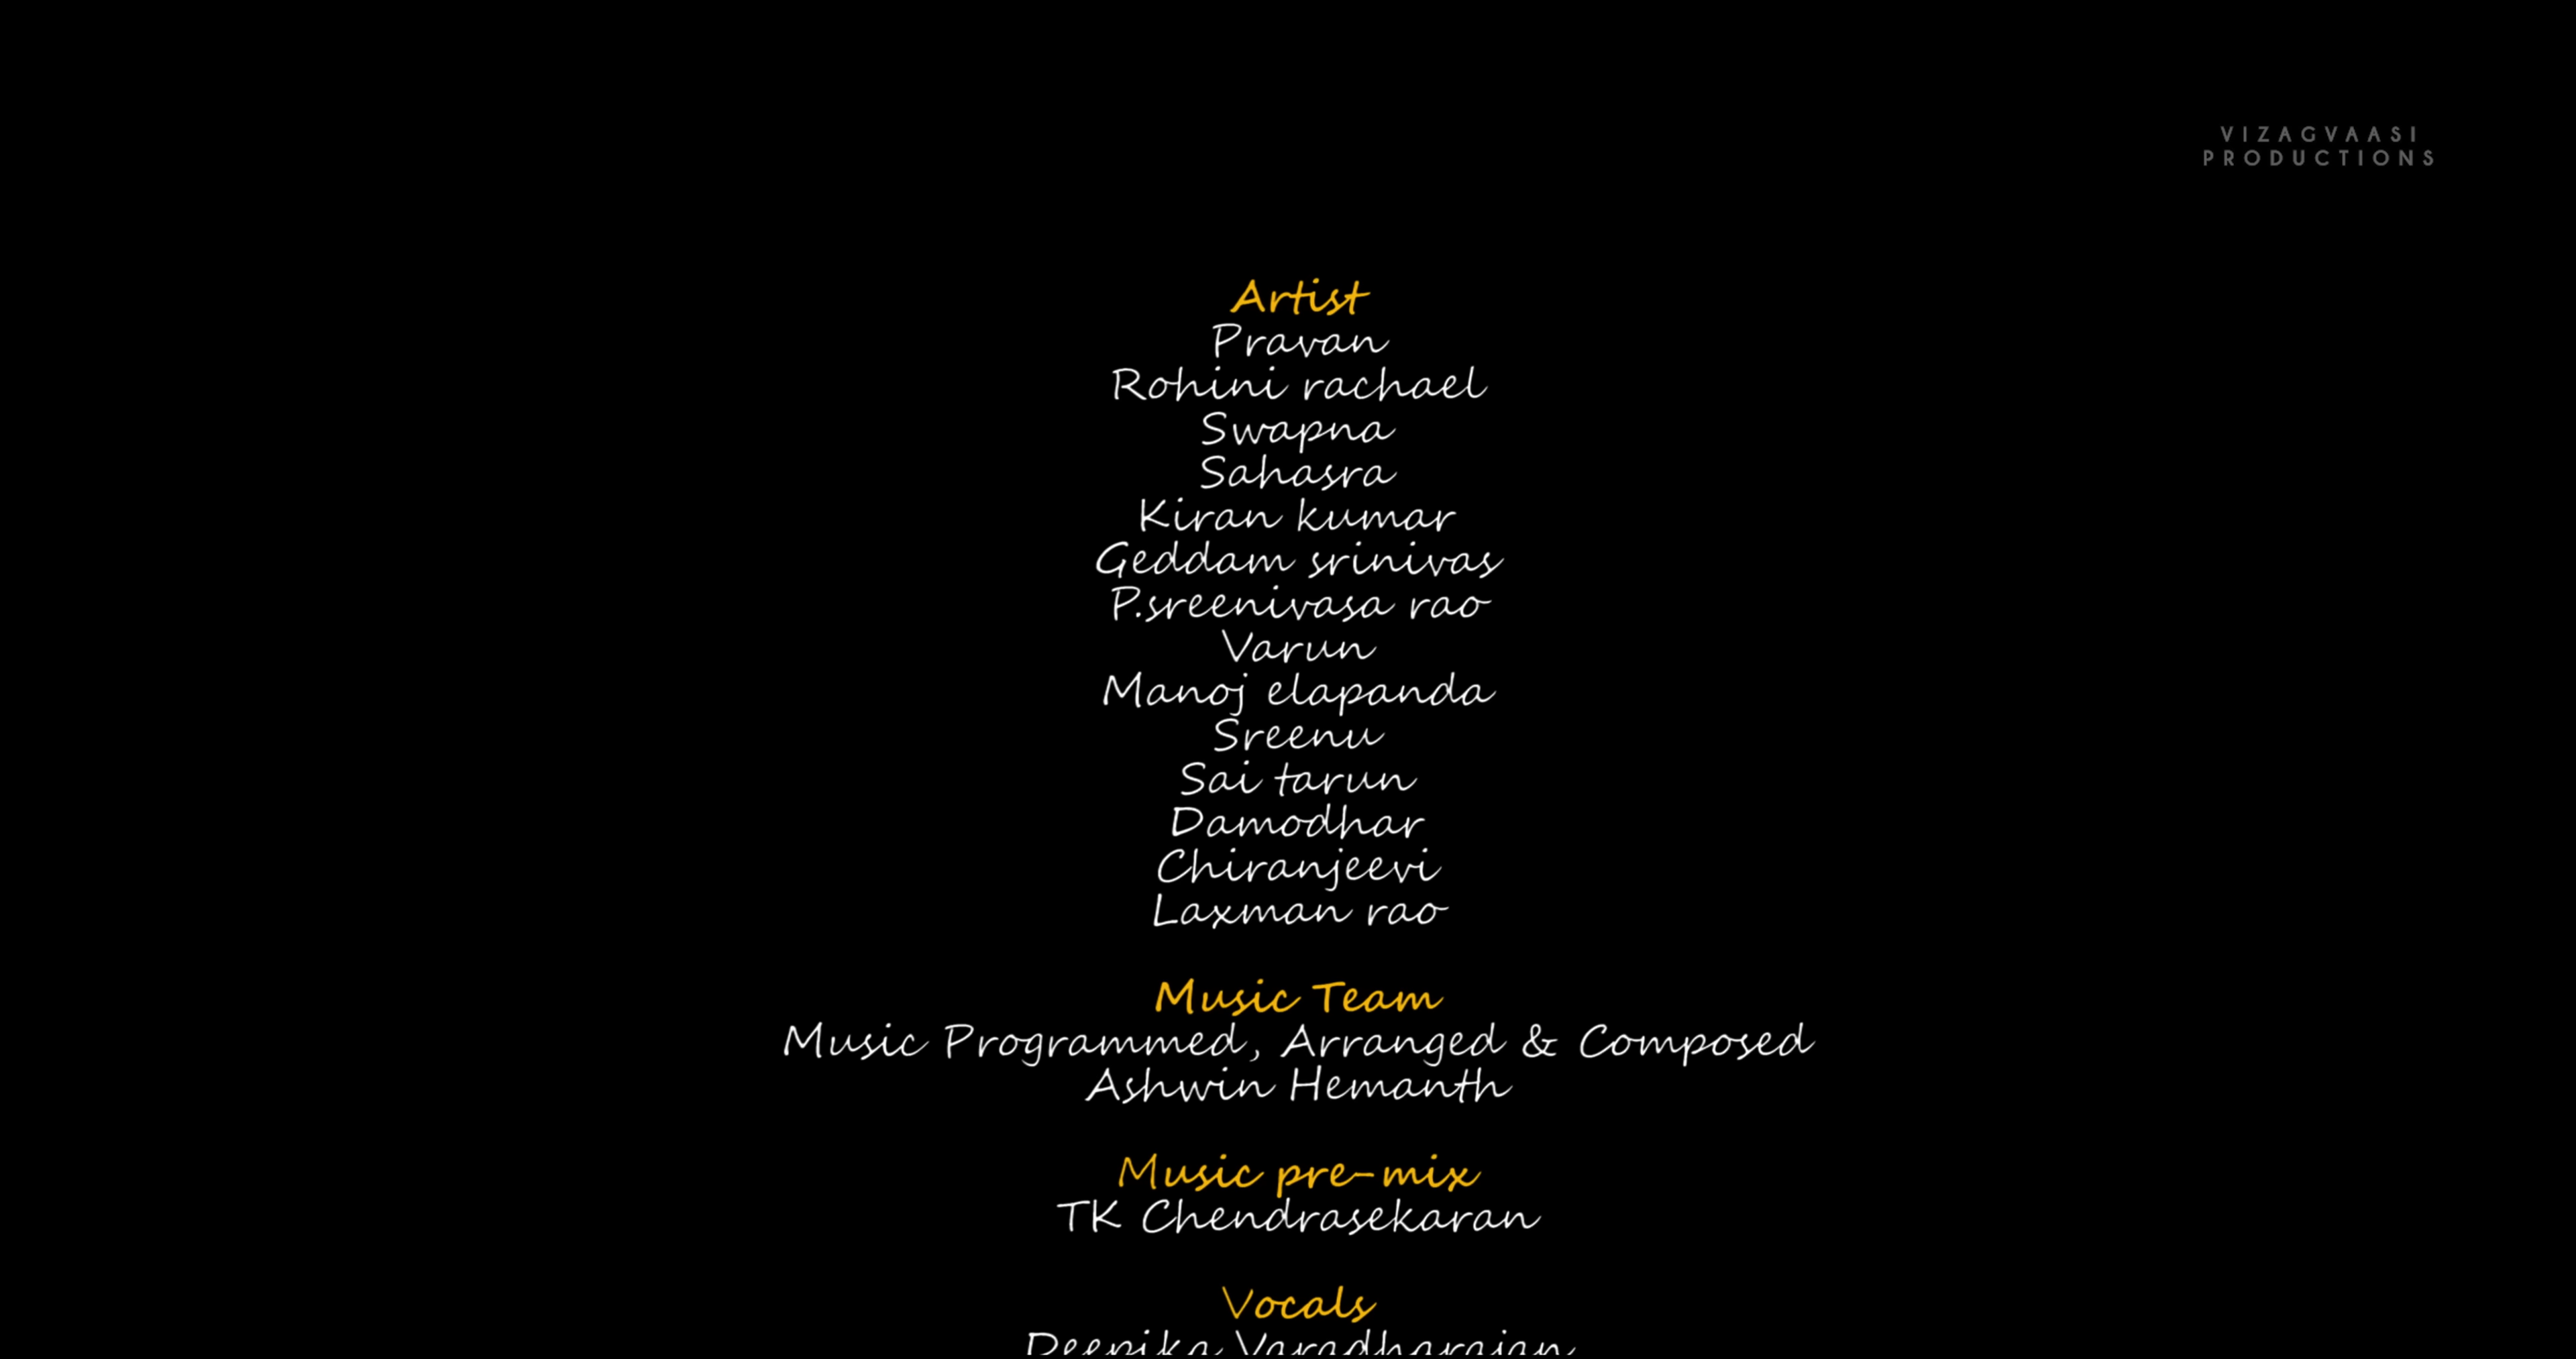 VIZAGVAASI
PRODUCTIONS
Artist
Pravan
Rohini rachael
Swapna
Sahasra
Kiran kumar
Geddam srinivas
P.sreenivasa rao
Varun
Manoj elapanda
Sreenu
Sai tarun
Damodhar
Chiranjeevi
Laxman rao
Music Team
Music Programmed, Arranged & Composed
Ashwin Hemanth
Music pre-mix
TK Chendrasekaran
Vocals
Deepika Varadharajan